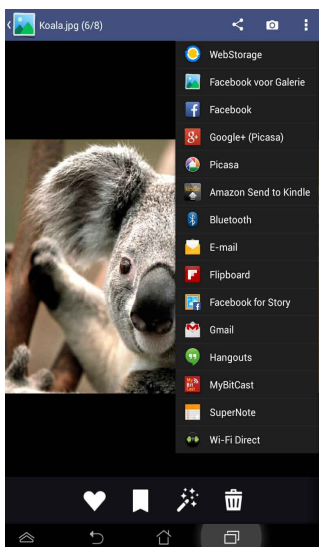 Koala.jpg (6/8)
WebStorage
Facebook voor Galerie
Facebook
Google+ (Picasa)
Picasa
Amazon Send to Kindle
Bluetooth
E-mail
Flipboard
Facebook for Story
Gmail
Hangouts
MyBitCast
SuperNote
Wi-Fi Direct